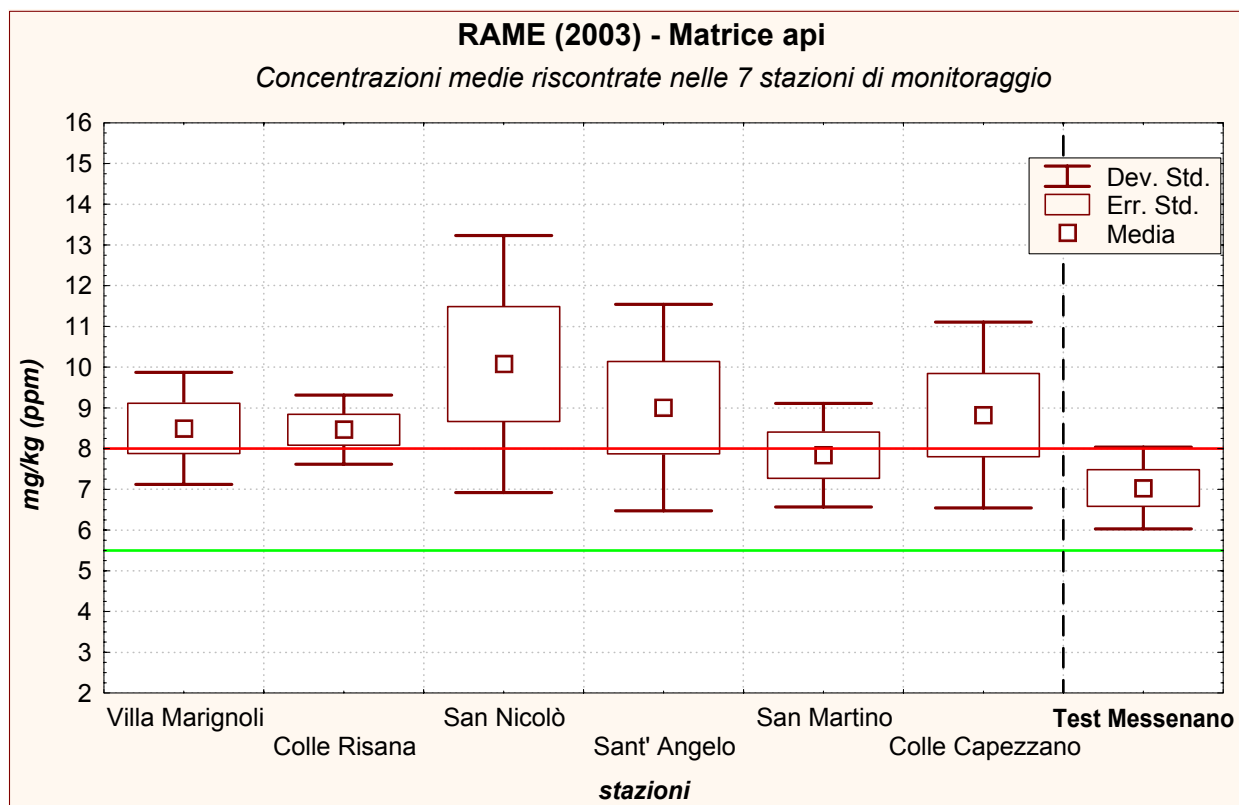 RAME (2003) - Matrice api
Concentrazioni medie riscontrate nelle 7 stazioni di monitoraggio
mg/kg (ppm)
16
15
14
13
12
11
10
9
8
7
6
5
4
3
2
Dev. Std.
Err. Std.
Media
Villa Marignoli
Colle Risana
San Nicolò
Sant' Angelo
San Martino
Colle Capezzano
Test Messenano
stazioni